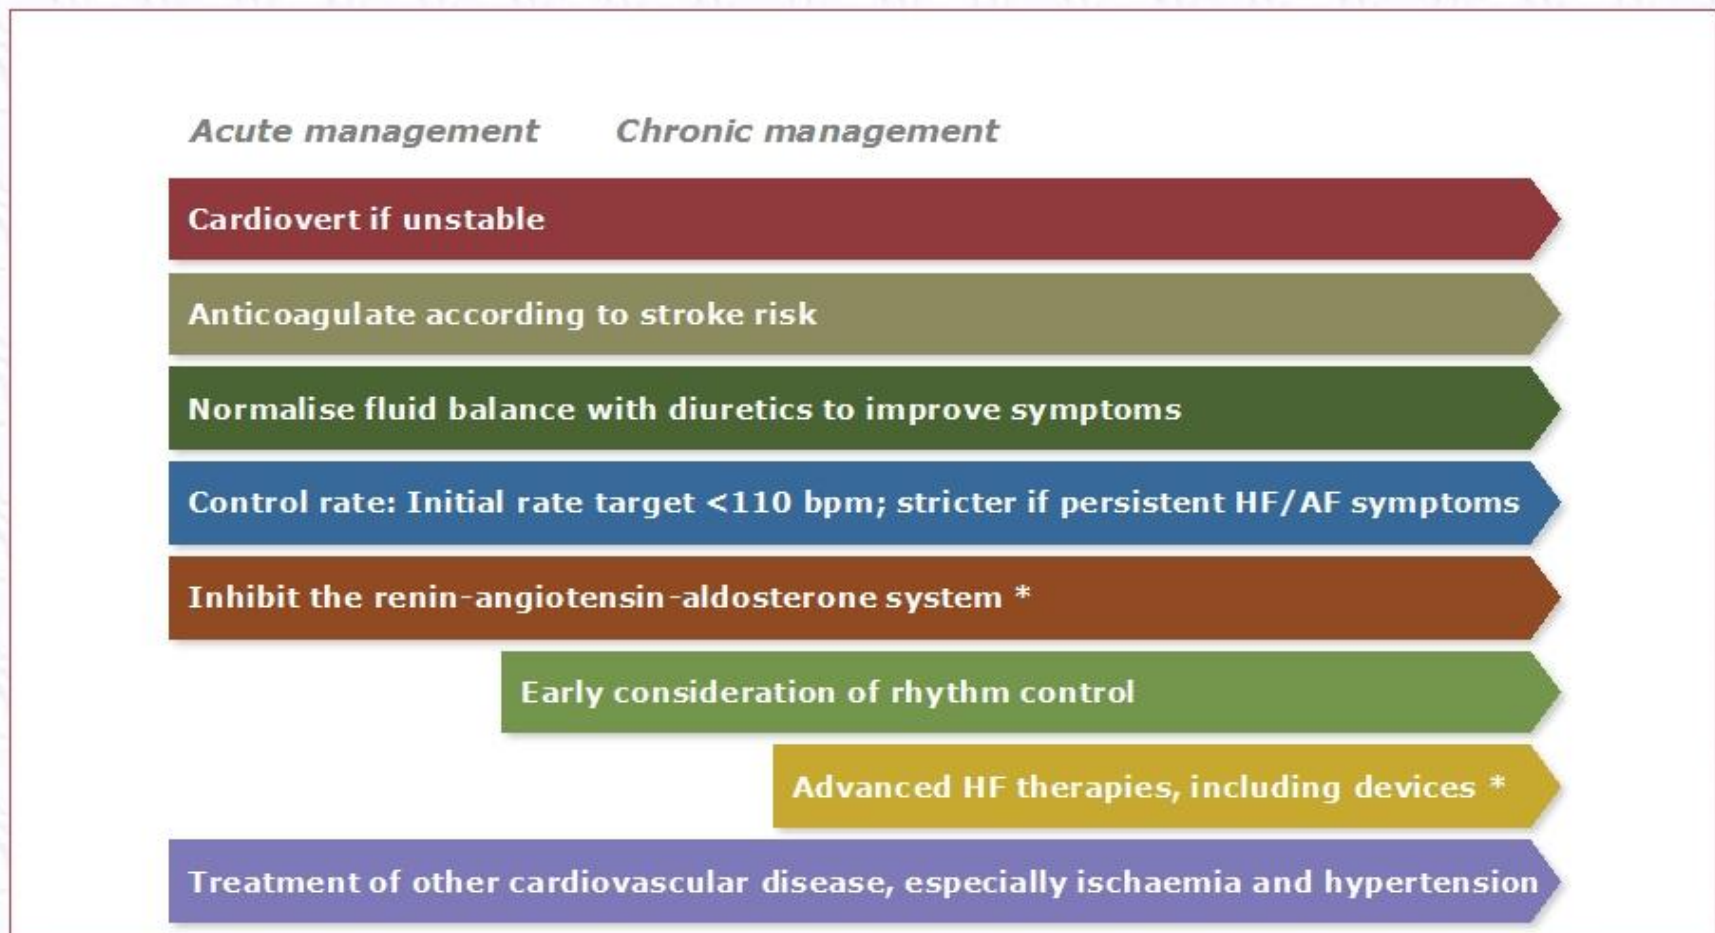 Acute management Chronic management
Cardiovert if unstable
Anticoagulate according to stroke risk
Normalise fluid balance with diuretics to improve symptoms
Control rate: Initial rate target <110 bpm; stricter if persistent HF/AF symptoms
Inhibit the renin-angiotensin-aldosterone system *
Early consideration of rhythm control
Advanced HF therapies, including devices *
Treatment of other cardiovascular disease, especially ischaemia and hypertension